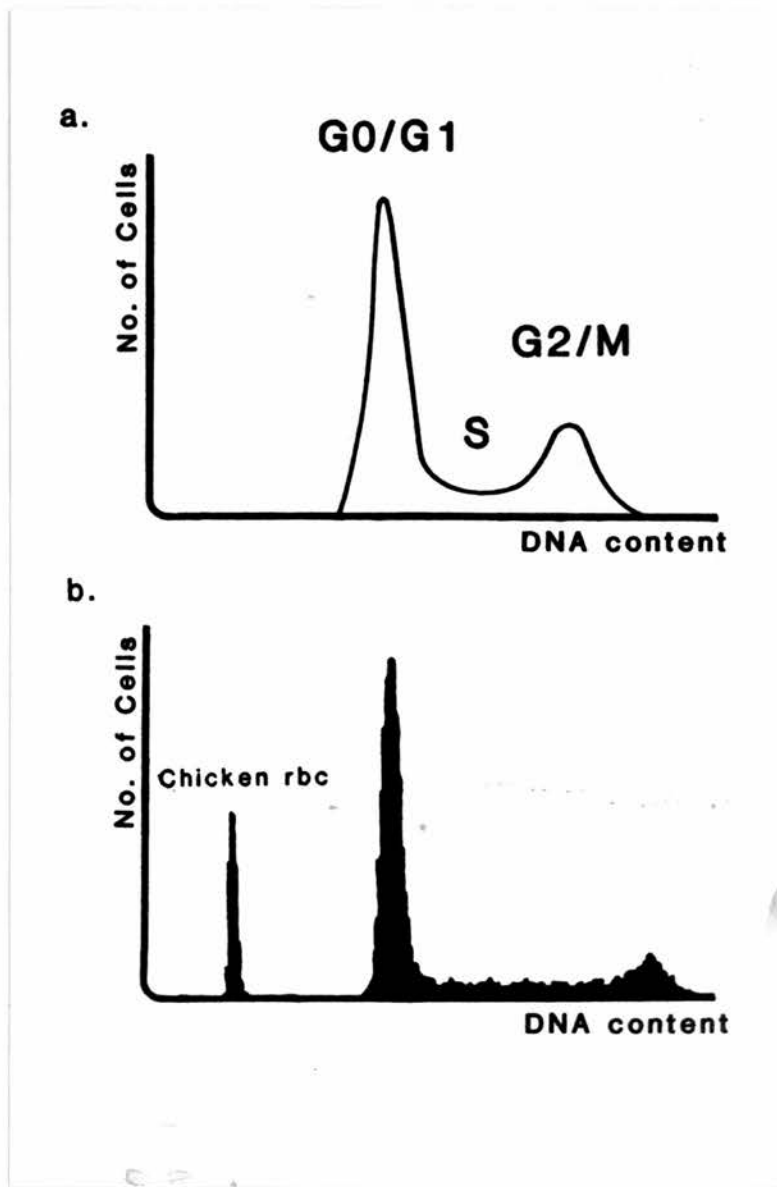 a.
G0/G1
No. of Cells
G2/M
S
DNA content
b.
No. of Cells
Chicken rbc
DNA content